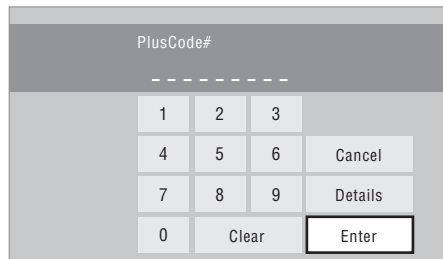 PlusCode#
_ _ _ _ _ _ _ _ _
1 2 3
4 5 6 Cancel
7 8 9 Details
0 Clear Enter